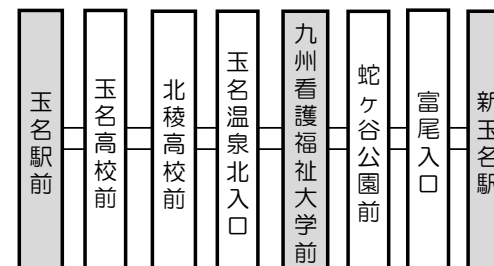 玉名駅前
玉名高校前
北稜高校前
玉名温泉北入口
九州看護福祉大学前
蛇ヶ谷公園前
富尾入口
新玉名駅